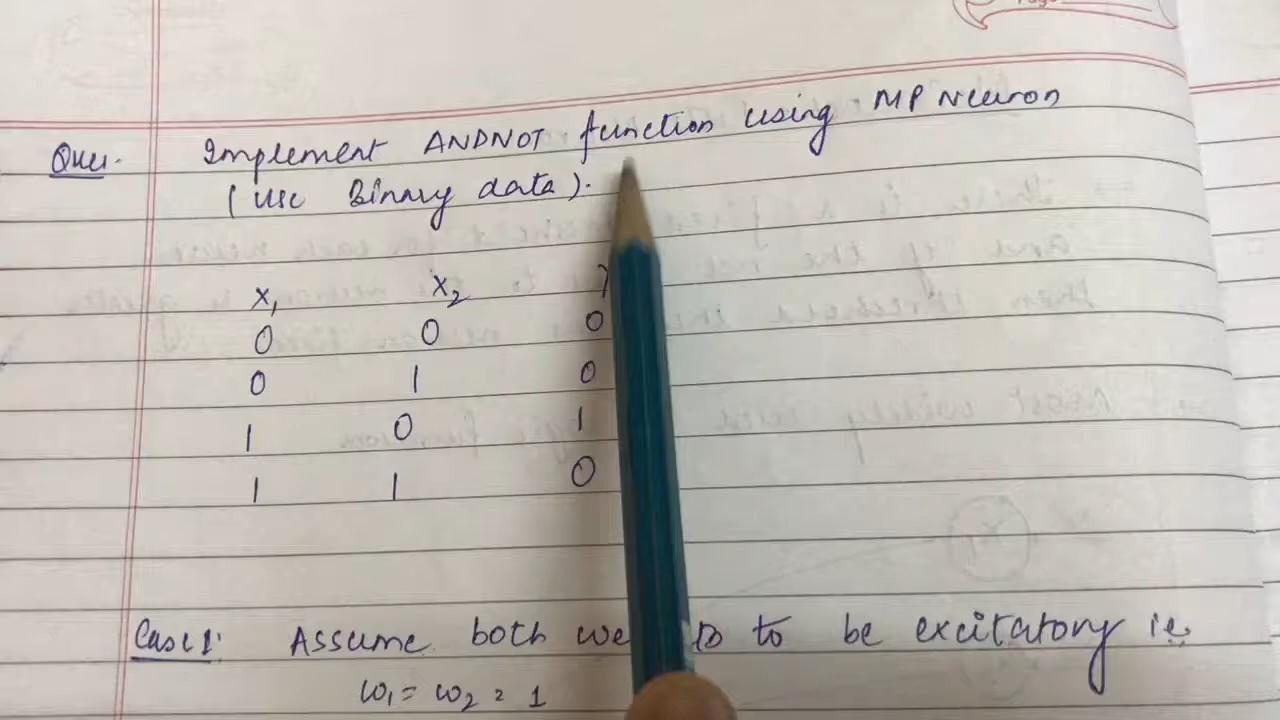 Que. Implement ANDNOT function using MP Neuron
(Use Binary data).
X1 X2
0 0 0
0 1 0
1 0 1
1 1 0
Case 1: Assume both to be excitatory i.e.
w1 = w2 = 1